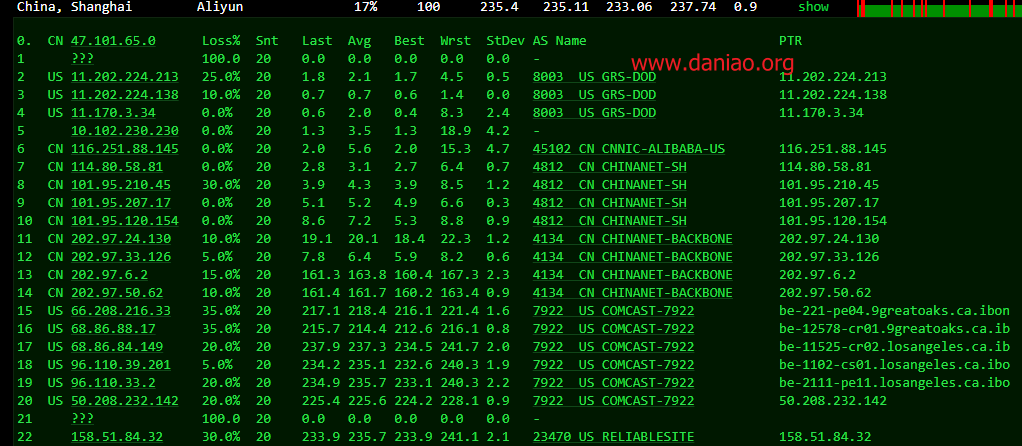 China, Shanghai Aliyun 17% 100 235.4 235.11 233.06 237.74 0.9 show
0. CN 47.101.65.0 Loss% Snt Last Avg Best Wrst StDev AS Name PTR
1 ??? 100.0 20 0.0 0.0 0.0 0.0 0.0 -
www.daniao.org
2 US 11.202.224.213 25.0% 20 1.8 2.1 1.7 4.5 0.5 8003 US GRS-DOD 11.202.224.213
3 US 11.202.224.138 10.0% 20 0.7 0.7 0.6 1.4 0.0 8003 US GRS-DOD 11.202.224.138
4 US 11.170.3.34 0.0% 20 0.6 2.0 0.4 8.3 2.4 8003 US GRS-DOD 11.170.3.34
5 10.102.230.230 0.0% 20 1.3 3.5 1.3 18.9 4.2 -
6 CN 116.251.88.145 0.0% 20 2.0 5.6 2.0 15.3 4.7 45102 CN CNNIC-ALIBABA-US 116.251.88.145
7 CN 114.80.58.81 0.0% 20 2.8 3.1 2.7 6.4 0.7 4812 CN CHINANET-SH 114.80.58.81
8 CN 101.95.210.45 30.0% 20 3.9 4.3 3.9 8.5 1.2 4812 CN CHINANET-SH 101.95.210.45
9 CN 101.95.207.17 0.0% 20 5.1 5.2 4.9 6.6 0.3 4812 CN CHINANET-SH 101.95.207.17
10 CN 101.95.120.154 0.0% 20 8.6 7.2 5.3 8.8 0.9 4812 CN CHINANET-SH 101.95.120.154
11 CN 202.97.24.130 10.0% 20 19.1 20.1 18.4 22.3 1.2 4134 CN CHINANET-BACKBONE 202.97.24.130
12 CN 202.97.33.126 5.0% 20 7.8 6.4 5.9 8.2 0.6 4134 CN CHINANET-BACKBONE 202.97.33.126
13 CN 202.97.6.2 15.0% 20 161.3 163.8 160.4 167.3 2.3 4134 CN CHINANET-BACKBONE 202.97.6.2
14 CN 202.97.50.62 10.0% 20 161.4 161.7 160.2 163.4 0.9 4134 CN CHINANET-BACKBONE 202.97.50.62
15 US 66.208.216.33 35.0% 20 217.1 218.4 216.1 221.4 1.6 7922 US COMCAST-7922 be-221-pe04.9greatoaks.ca.ibon
16 US 68.86.88.17 35.0% 20 215.7 214.4 212.6 216.1 0.8 7922 US COMCAST-7922 be-12578-cr01.9greatoaks.ca.ib
17 US 68.86.84.149 20.0% 20 237.9 237.3 234.5 241.7 2.0 7922 US COMCAST-7922 be-11525-cr02.losangeles.ca.ib
18 US 96.110.39.201 5.0% 20 234.2 235.1 232.6 240.3 1.9 7922 US COMCAST-7922 be-1102-cs01.losangeles.ca.ibo
19 US 96.110.33.2 20.0% 20 234.9 235.7 233.1 240.3 2.2 7922 US COMCAST-7922 be-2111-pe11.losangeles.ca.ibo
20 US 50.208.232.142 20.0% 20 225.4 225.6 224.2 228.1 0.9 7922 US COMCAST-7922 50.208.232.142
21 ??? 100.0 20 0.0 0.0 0.0 0.0 0.0 -
22 158.51.84.32 30.0% 20 233.9 235.7 233.9 241.1 2.1 23470 US RELIABLESITE 158.51.84.32